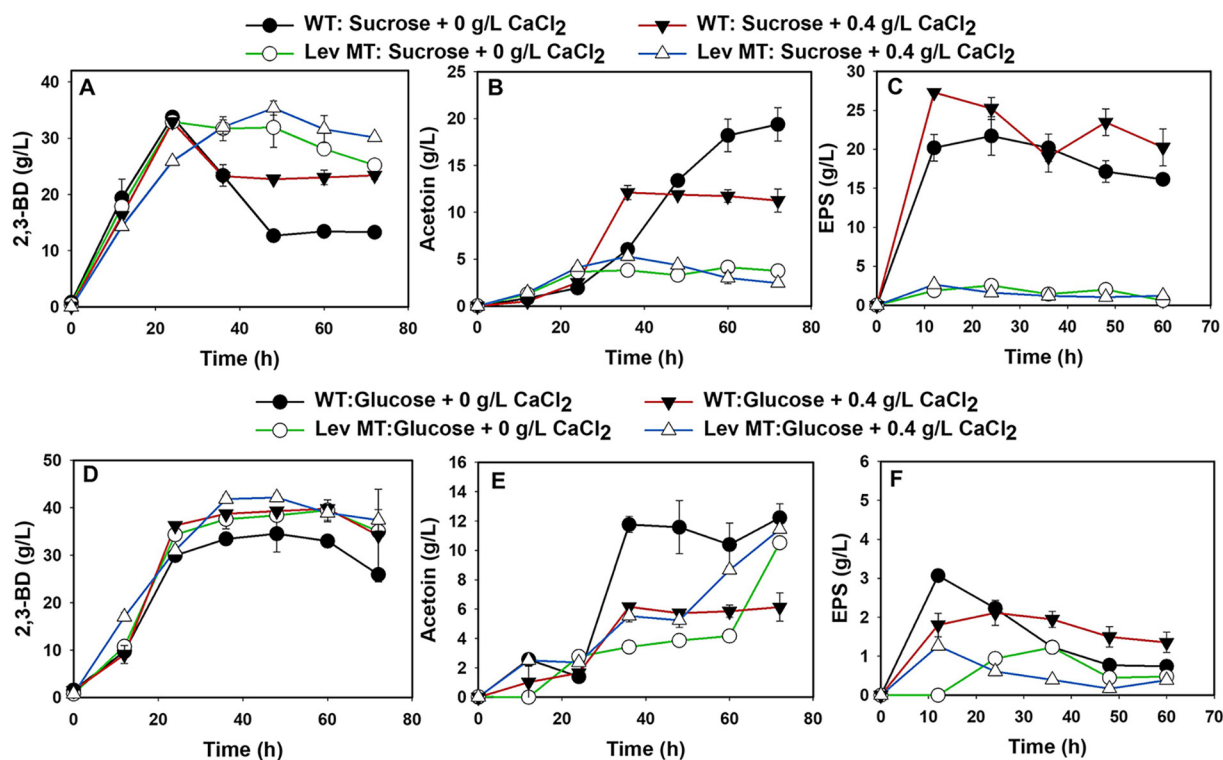 WT: Sucrose + 0 g/L CaCl2 WT: Sucrose + 0.4 g/L CaCl2
Lev MT: Sucrose + 0 g/L CaCl2 Lev MT: Sucrose + 0.4 g/L CaCl2
A
2,3-BD (g/L)
40
30
20
10
0
0 20 40 60 80
Time (h)
B
Acetoin (g/L)
25
20
15
10
5
0
0 20 40 60 80
Time (h)
C
EPS (g/L)
30
25
20
15
10
5
0
0 10 20 30 40 50 60 70
Time (h)
WT:Glucose + 0 g/L CaCl2 WT:Glucose + 0.4 g/L CaCl2
Lev MT:Glucose + 0 g/L CaCl2 Lev MT:Glucose + 0.4 g/L CaCl2
D
2,3-BD (g/L)
50
40
30
20
10
0
0 20 40 60 80
Time (h)
E
Acetoin (g/L)
16
14
12
10
8
6
4
2
0
0 20 40 60 80
Time (h)
F
EPS (g/L)
6
5
4
3
2
1
0
0 10 20 30 40 50 60 70
Time (h)